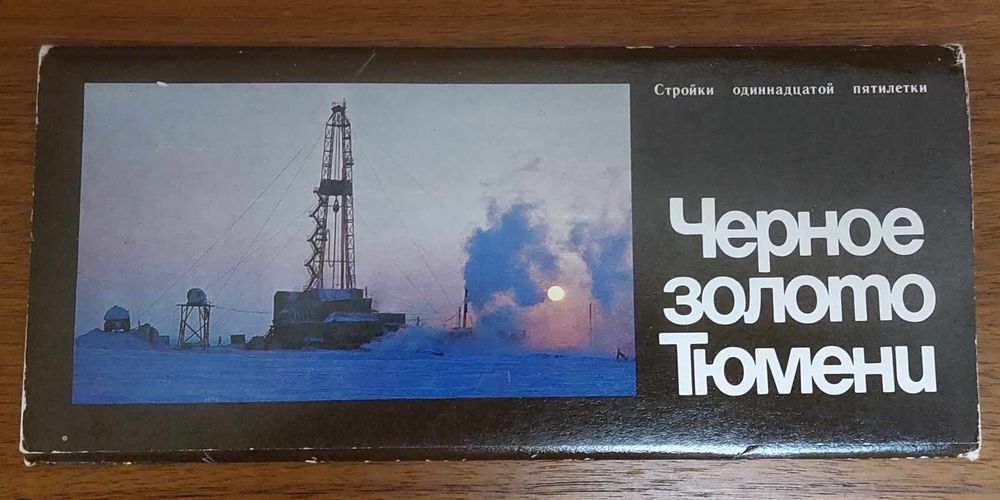 Стройки одиннадцатой пятилетки
Черное
золото
Тюмени